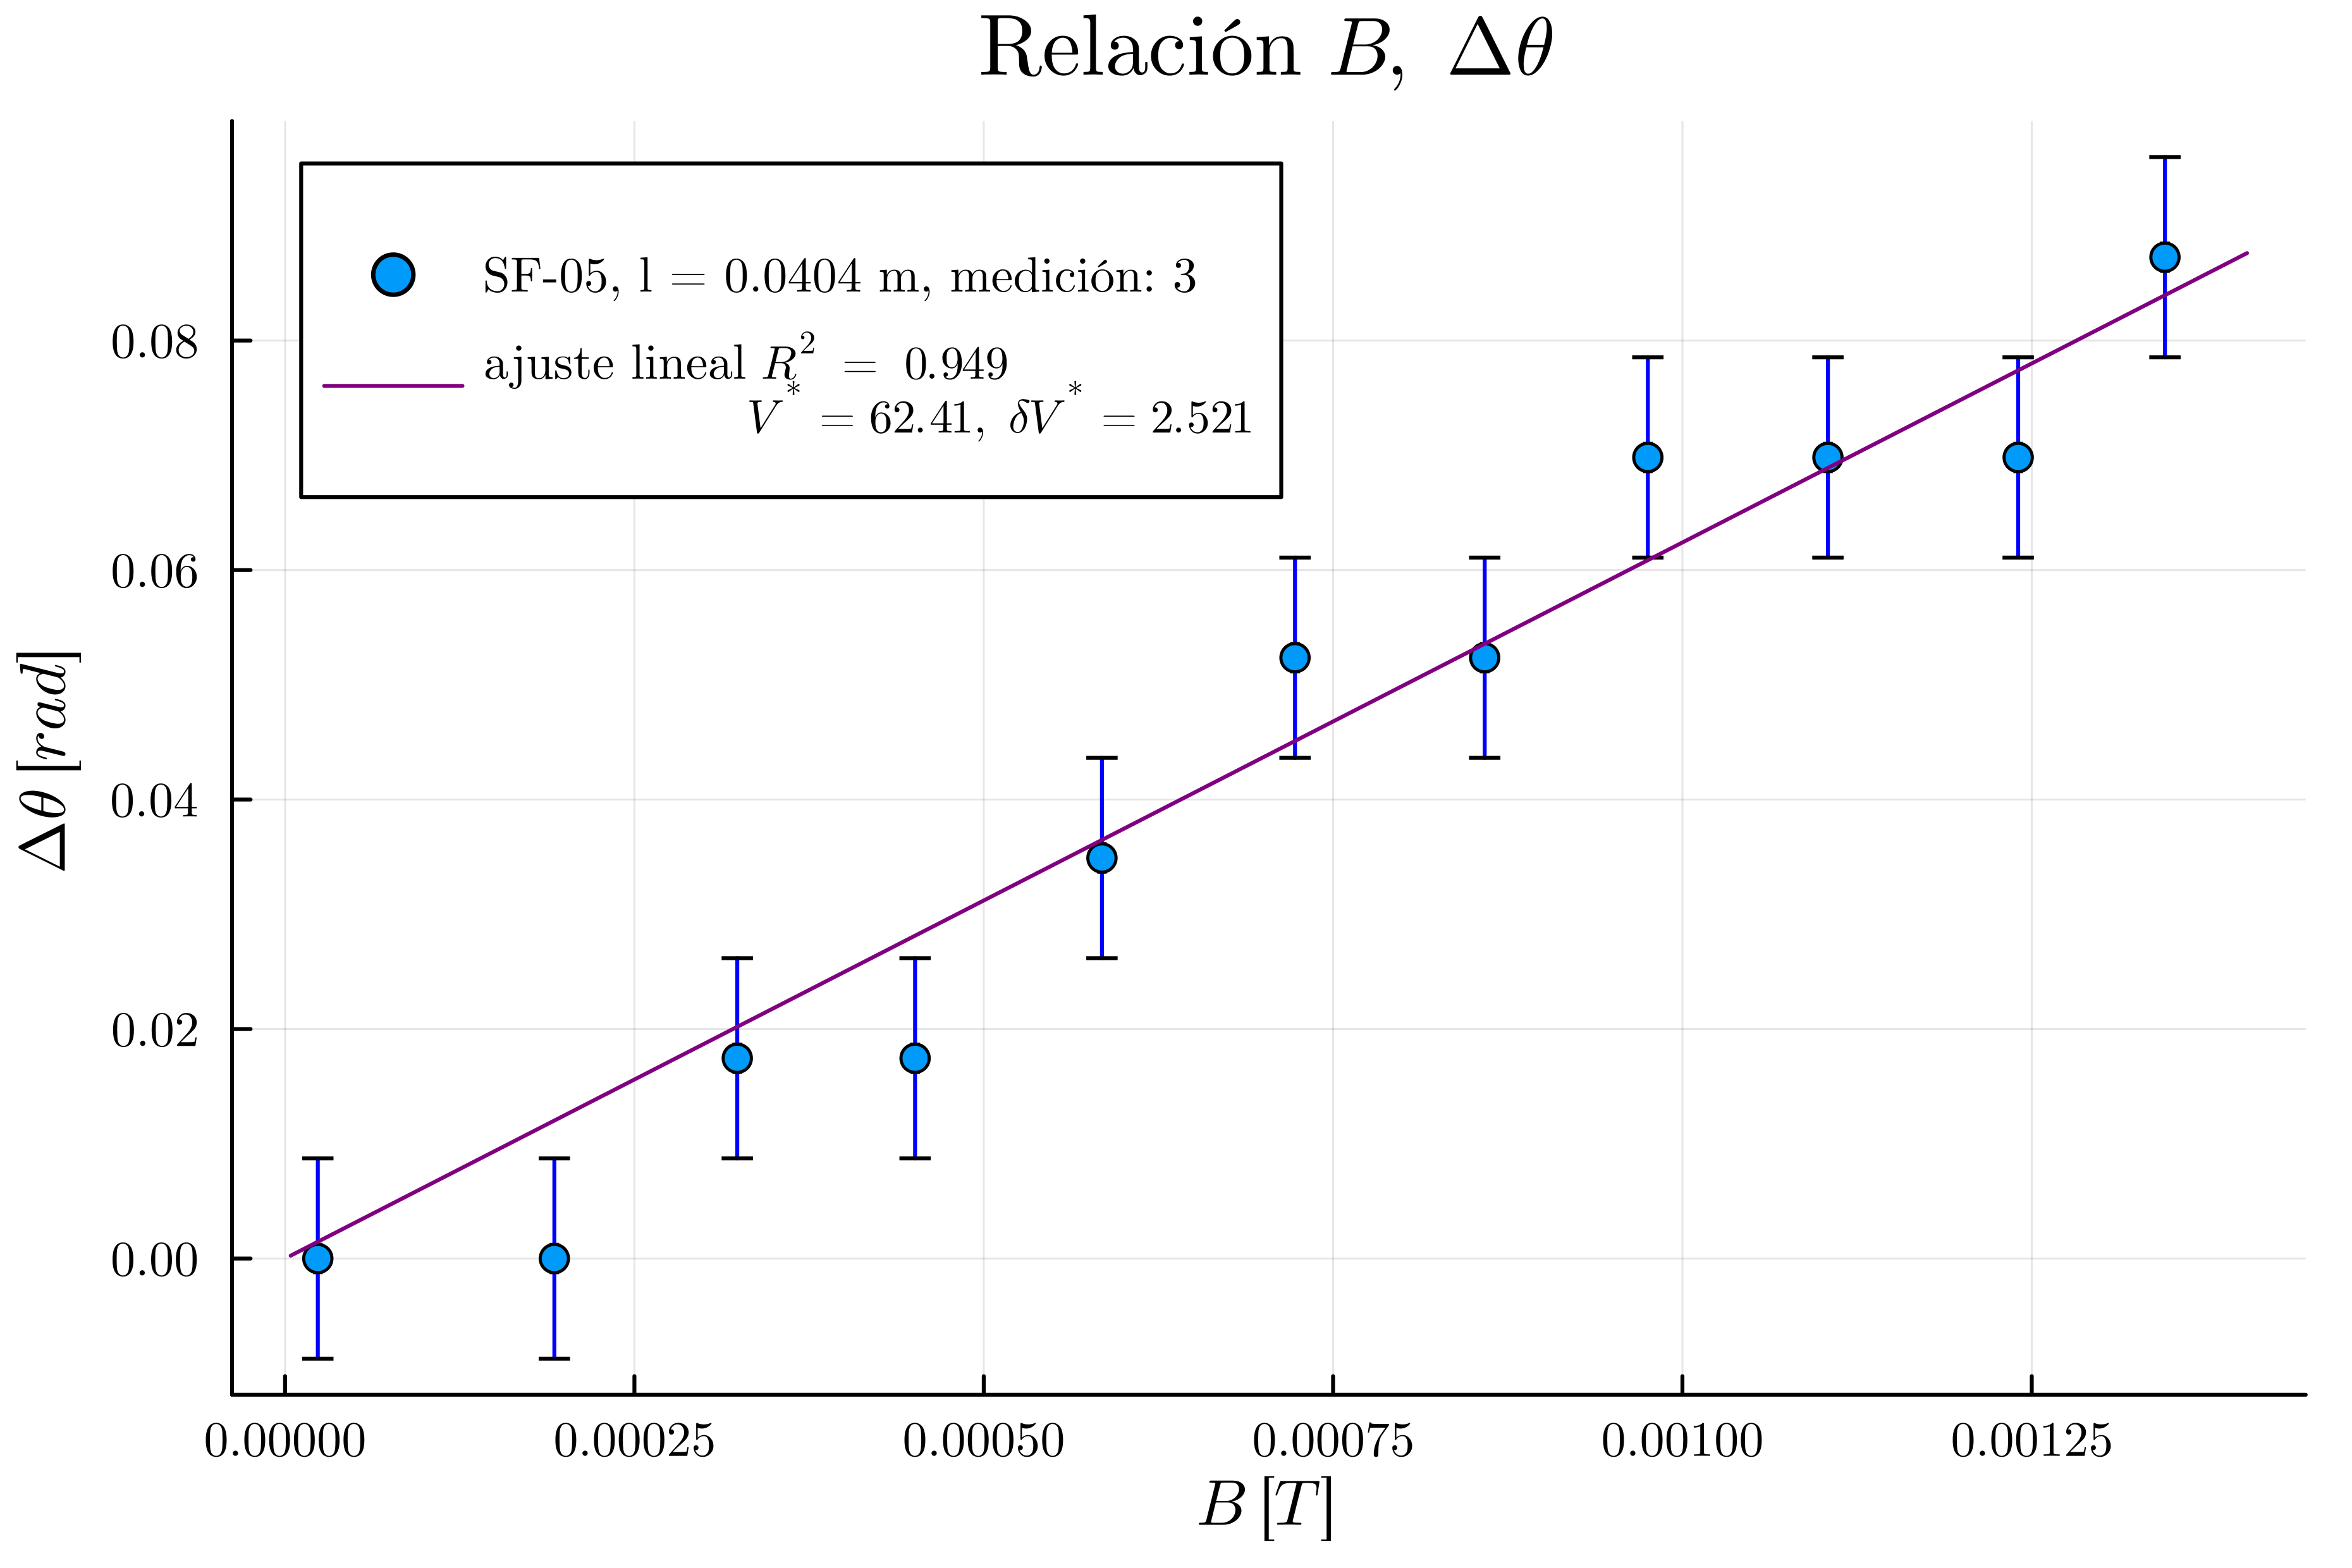 Relación B, Δθ
SF-05, l = 0.0404 m, medición: 3
ajuste lineal R² = 0.949
V* = 62.41, δV* = 2.521
Δθ [rad]
0.08
0.06
0.04
0.02
0.00
0.00000 0.00025 0.00050 0.00075 0.00100 0.00125
B [T]